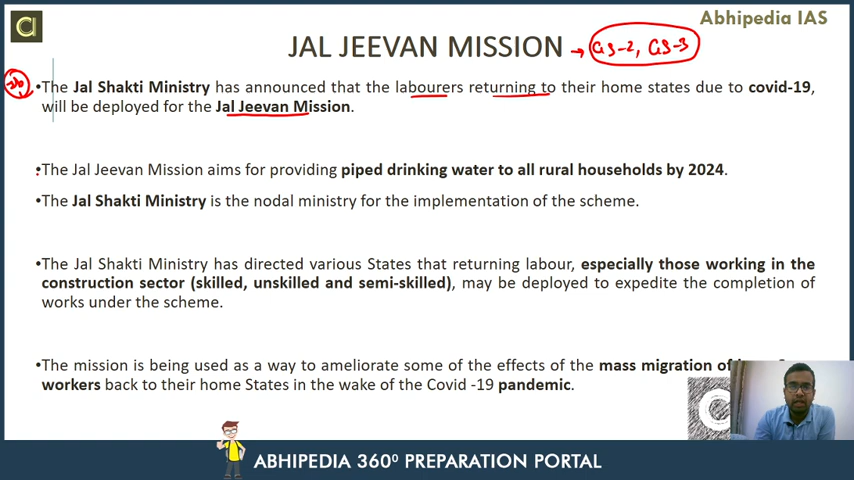 Abhipedia IAS
JAL JEEVAN MISSION → GS-2, GS-3
•The Jal Shakti Ministry has announced that the labourers returning to their home states due to covid-19,
will be deployed for the Jal Jeevan Mission.
•The Jal Jeevan Mission aims for providing piped drinking water to all rural households by 2024.
•The Jal Shakti Ministry is the nodal ministry for the implementation of the scheme.
•The Jal Shakti Ministry has directed various States that returning labour, especially those working in the
construction sector (skilled, unskilled and semi-skilled), may be deployed to expedite the completion of
works under the scheme.
•The mission is being used as a way to ameliorate some of the effects of the mass migration of
workers back to their home States in the wake of the Covid -19 pandemic.
ABHIPEDIA 360⁰ PREPARATION PORTAL